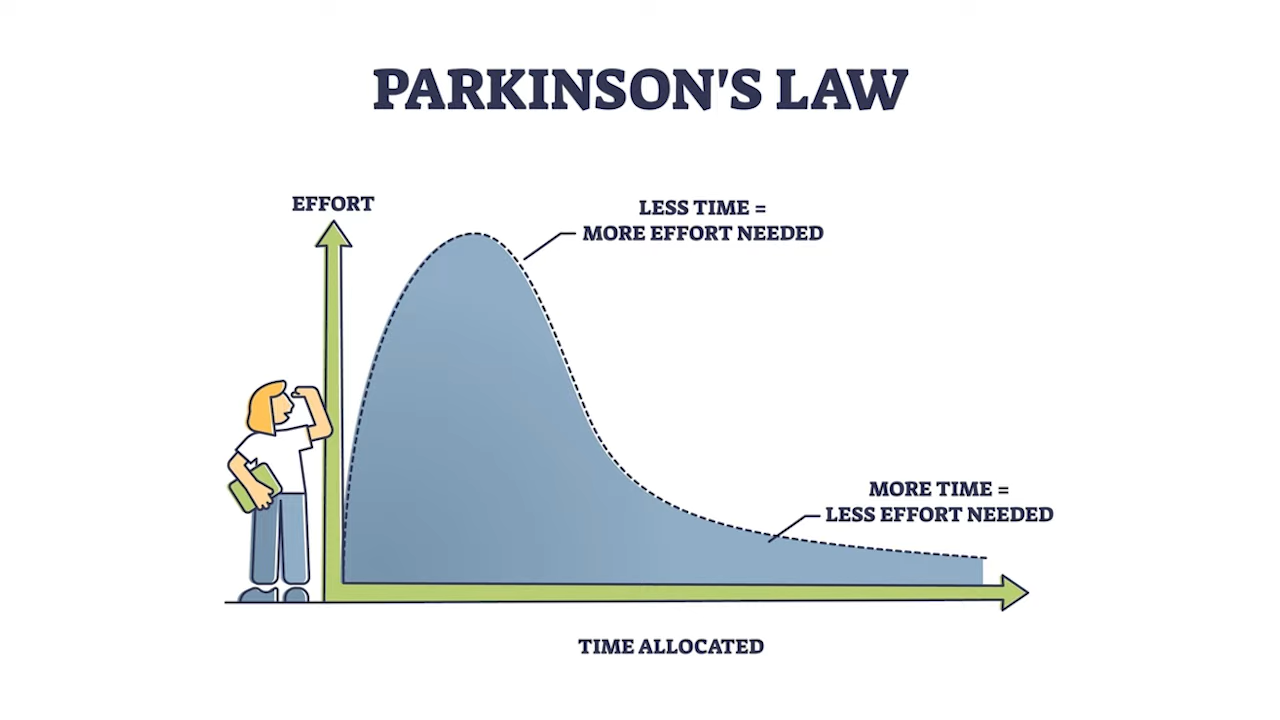 PARKINSON'S LAW
EFFORT
LESS TIME =
MORE EFFORT NEEDED
MORE TIME =
LESS EFFORT NEEDED
TIME ALLOCATED